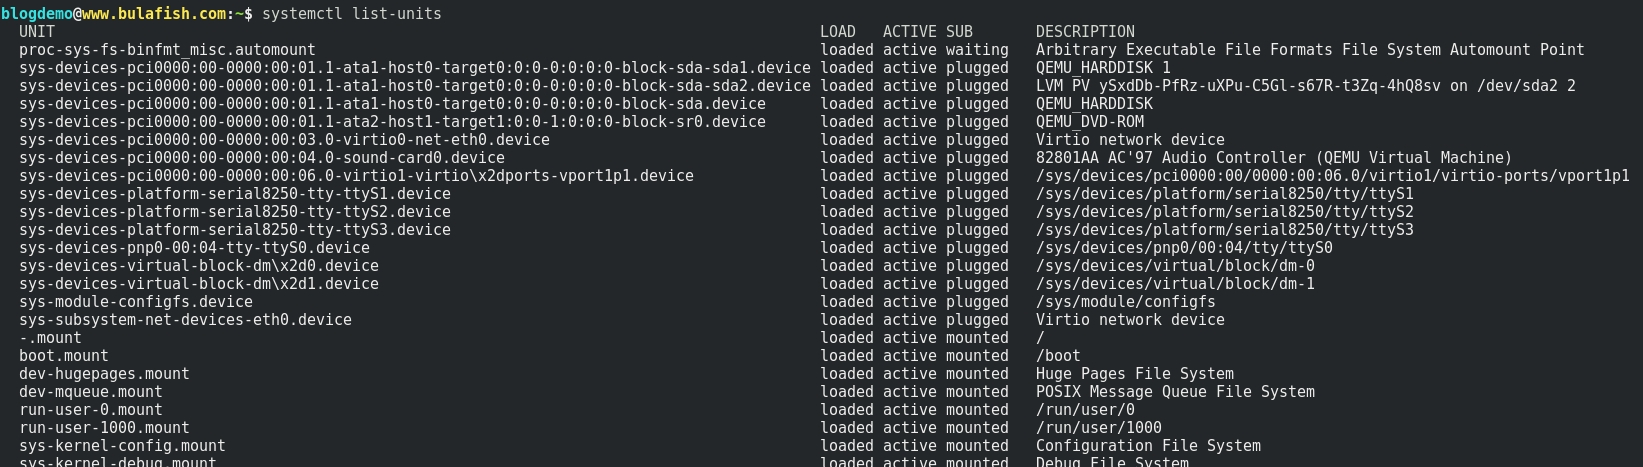 blogdemo@www.bulafish.com:~$ systemctl list-units
UNIT LOAD ACTIVE SUB DESCRIPTION
proc-sys-fs-binfmt_misc.automount loaded active waiting Arbitrary Executable File Formats File System Automount Point
sys-devices-pci0000:00-0000:00:01.1-ata1-host0-target0:0:0-0:0:0:0-block-sda-sda1.device loaded active plugged QEMU_HARDDISK 1
sys-devices-pci0000:00-0000:00:01.1-ata1-host0-target0:0:0-0:0:0:0-block-sda-sda2.device loaded active plugged LVM PV ySxdDb-PfRz-uXPu-C5Gl-s67R-t3Zq-4hQ8sv on /dev/sda2 2
sys-devices-pci0000:00-0000:00:01.1-ata1-host0-target0:0:0-0:0:0:0-block-sda.device loaded active plugged QEMU_HARDDISK
sys-devices-pci0000:00-0000:00:01.1-ata2-host1-target1:0:0-1:0:0:0-block-sr0.device loaded active plugged QEMU_DVD-ROM
sys-devices-pci0000:00-0000:00:03.0-virtio0-net-eth0.device loaded active plugged Virtio network device
sys-devices-pci0000:00-0000:00:04.0-sound-card0.device loaded active plugged 82801AA AC'97 Audio Controller (QEMU Virtual Machine)
sys-devices-pci0000:00-0000:00:06.0-virtio1-virtio\x2dports-vport1p1.device loaded active plugged /sys/devices/pci0000:00/0000:00:06.0/virtio1/virtio-ports/vport1p1
sys-devices-platform-serial8250-tty-ttyS1.device loaded active plugged /sys/devices/platform/serial8250/tty/ttyS1
sys-devices-platform-serial8250-tty-ttyS2.device loaded active plugged /sys/devices/platform/serial8250/tty/ttyS2
sys-devices-platform-serial8250-tty-ttyS3.device loaded active plugged /sys/devices/platform/serial8250/tty/ttyS3
sys-devices-pnp0-00:04-tty-ttyS0.device loaded active plugged /sys/devices/pnp0/00:04/tty/ttyS0
sys-devices-virtual-block-dm\x2d0.device loaded active plugged /sys/devices/virtual/block/dm-0
sys-devices-virtual-block-dm\x2d1.device loaded active plugged /sys/devices/virtual/block/dm-1
sys-module-configfs.device loaded active plugged /sys/module/configfs
sys-subsystem-net-devices-eth0.device loaded active plugged Virtio network device
-.mount loaded active mounted /
boot.mount loaded active mounted /boot
dev-hugepages.mount loaded active mounted Huge Pages File System
dev-mqueue.mount loaded active mounted POSIX Message Queue File System
run-user-0.mount loaded active mounted /run/user/0
run-user-1000.mount loaded active mounted /run/user/1000
sys-kernel-config.mount loaded active mounted Configuration File System
sys-kernel-debug.mount loaded active mounted Debug File System